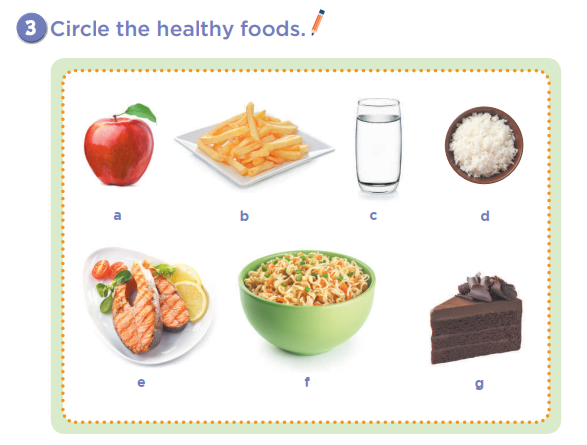 3 Circle the healthy foods.
a b c d
e f g